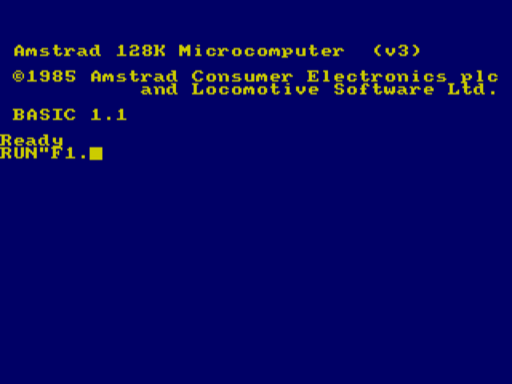 Amstrad 128K Microcomputer  (v3)
©1985 Amstrad Consumer Electronics plc
and Locomotive Software Ltd.
BASIC 1.1
Ready
RUN"F1.